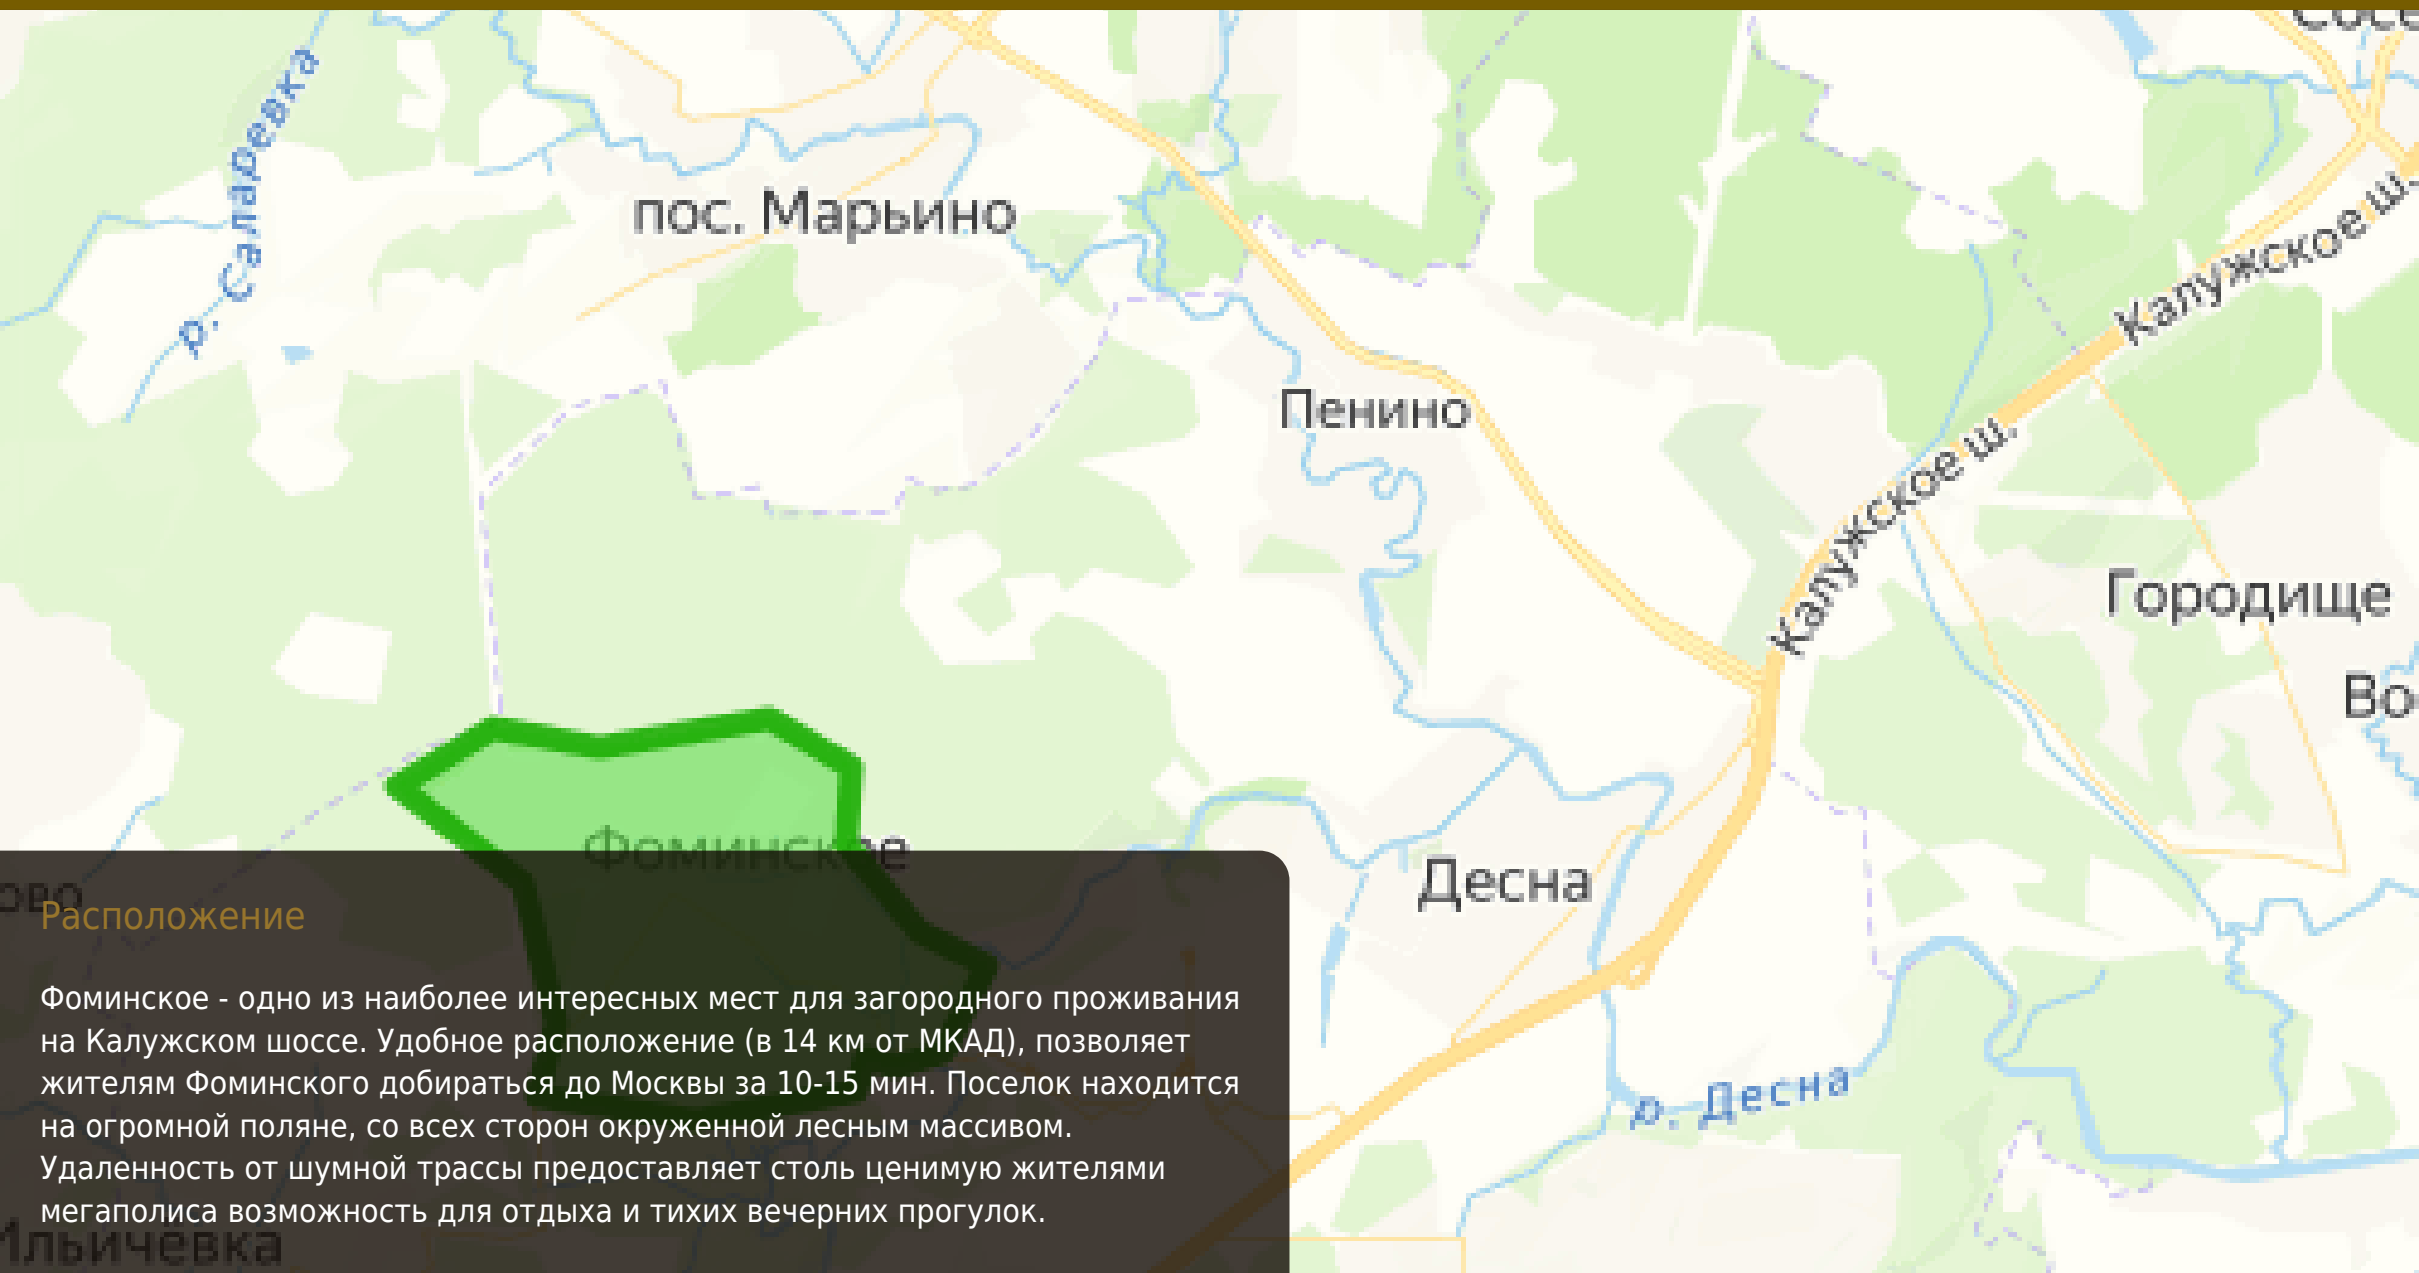 р. Саларевка
пос. Марьино
Калужское ш.
Пенино
Калужское ш.
Городище
Фоминское
Десна
Расположение
Фоминское - одно из наиболее интересных мест для загородного проживания
на Калужском шоссе. Удобное расположение (в 14 км от МКАД), позволяет
жителям Фоминского добираться до Москвы за 10-15 мин. Поселок находится
на огромной поляне, со всех сторон окруженной лесным массивом.
Удаленность от шумной трассы предоставляет столь ценимую жителями
мегаполиса возможность для отдыха и тихих вечерних прогулок.
р. Десна